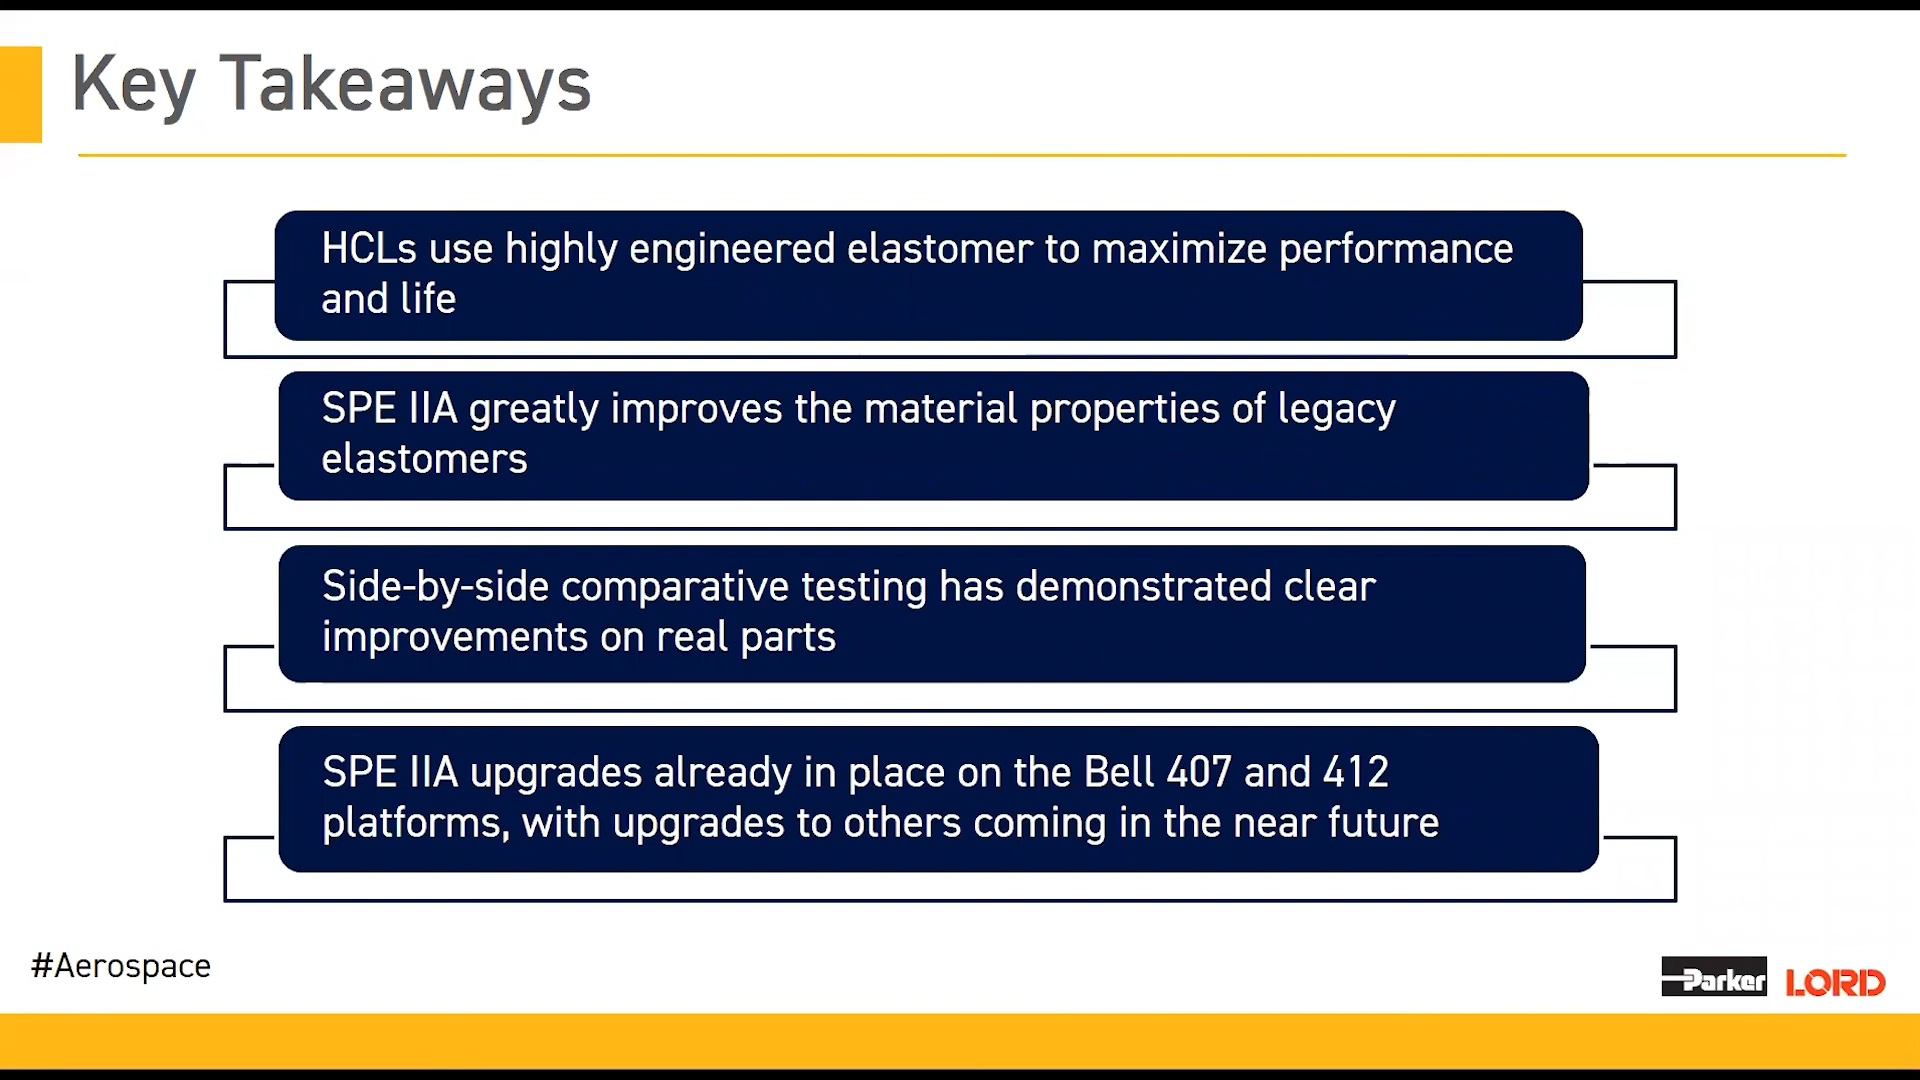 Key Takeaways
HCLs use highly engineered elastomer to maximize performance
and life
SPE IIA greatly improves the material properties of legacy
elastomers
Side-by-side comparative testing has demonstrated clear
improvements on real parts
SPE IIA upgrades already in place on the Bell 407 and 412
platforms, with upgrades to others coming in the near future
#Aerospace
Parker LORD